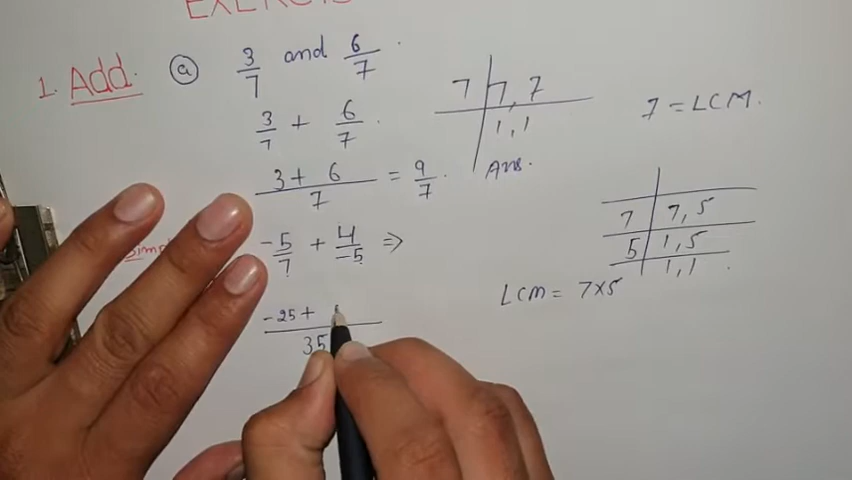 EXERCIS
1. Add. (a) 3/7 and 6/7.
3/7 + 6/7.
(3 + 6)/7 = 9/7. Ans.
-5/7 + 4/-5 =>
-25 +
35
7 | 7, 7
1, 1
7 = LCM.
7 | 7, 5
5 | 1, 5
1, 1
LCM = 7×5